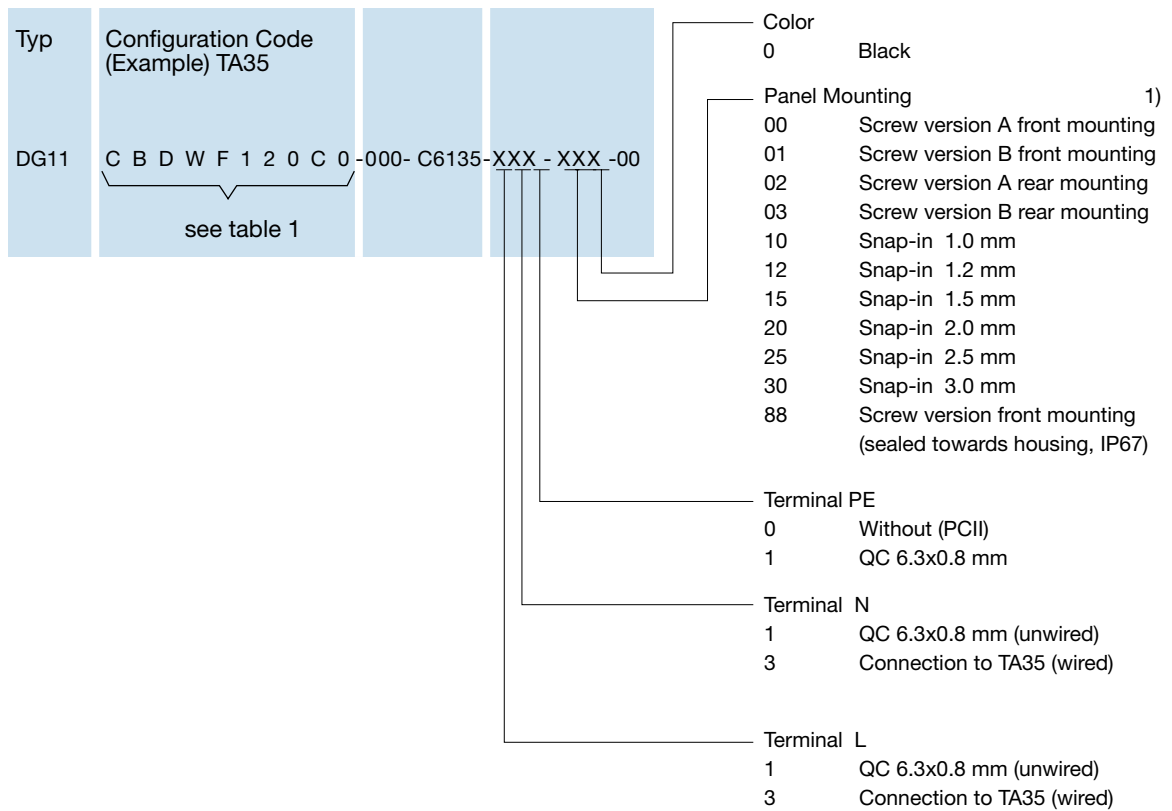 Typ
Configuration Code
(Example) TA35
DG11 C B D W F 1 2 0 C 0 -000- C6135-XXX - XXX -00
see table 1
Color
0 Black
Panel Mounting 1)
00 Screw version A front mounting
01 Screw version B front mounting
02 Screw version A rear mounting
03 Screw version B rear mounting
10 Snap-in 1.0 mm
12 Snap-in 1.2 mm
15 Snap-in 1.5 mm
20 Snap-in 2.0 mm
25 Snap-in 2.5 mm
30 Snap-in 3.0 mm
88 Screw version front mounting
(sealed towards housing, IP67)
Terminal PE
0 Without (PCII)
1 QC 6.3x0.8 mm
Terminal N
1 QC 6.3x0.8 mm (unwired)
3 Connection to TA35 (wired)
Terminal L
1 QC 6.3x0.8 mm (unwired)
3 Connection to TA35 (wired)